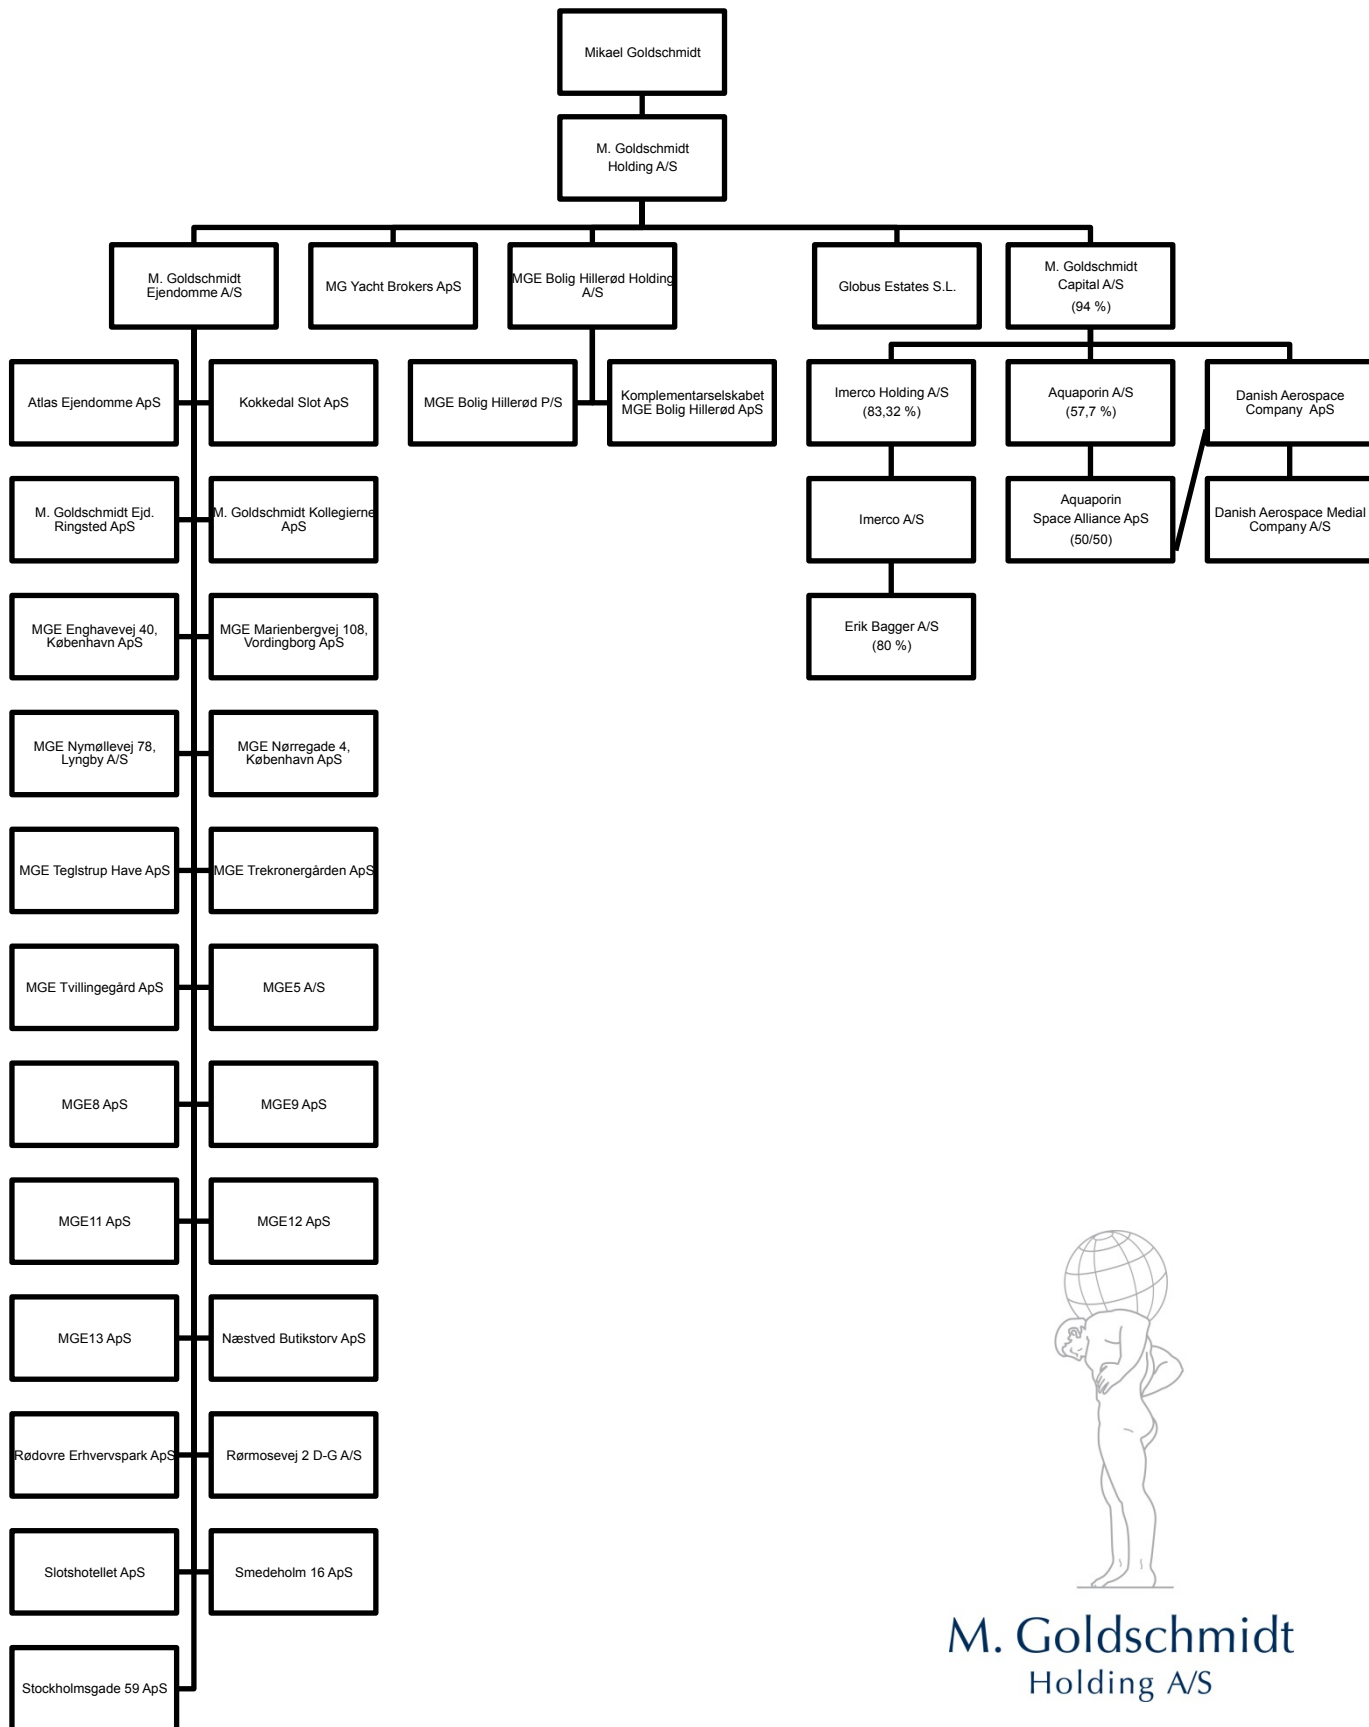 Mikael Goldschmidt
M. Goldschmidt
Holding A/S
M. Goldschmidt
Ejendomme A/S
MG Yacht Brokers ApS
MGE Bolig Hillerød Holding
A/S
Globus Estates S.L.
M. Goldschmidt
Capital A/S
(94 %)
Atlas Ejendomme ApS
Kokkedal Slot ApS
MGE Bolig Hillerød P/S
Komplementarselskabet
MGE Bolig Hillerød ApS
Imerco Holding A/S
(83,32 %)
Aquaporin A/S
(57,7 %)
Danish Aerospace
Company ApS
M. Goldschmidt Ejd.
Ringsted ApS
M. Goldschmidt Kollegierne
ApS
Imerco A/S
Aquaporin
Space Alliance ApS
(50/50)
Danish Aerospace Medial
Company A/S
MGE Enghavevej 40,
København ApS
MGE Marienbergvej 108,
Vordingborg ApS
Erik Bagger A/S
(80 %)
MGE Nymøllevej 78,
Lyngby A/S
MGE Nørregade 4,
København ApS
MGE Teglstrup Have ApS
MGE Trekronergården ApS
MGE Tvillingegård ApS
MGE5 A/S
MGE8 ApS
MGE9 ApS
MGE11 ApS
MGE12 ApS
MGE13 ApS
Næstved Butikstorv ApS
Rødovre Erhvervspark ApS
Rørmosevej 2 D-G A/S
Slotshotellet ApS
Smedeholm 16 ApS
Stockholmsgade 59 ApS
M. Goldschmidt
Holding A/S